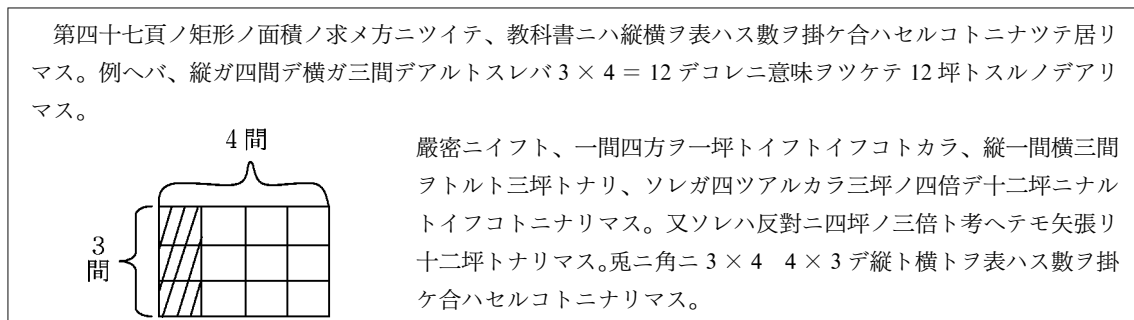 第四十七頁ノ矩形ノ面積ノ求メ方ニツイテ、教科書ニハ縦横ヲ表ハス數ヲ掛ケ合ハセルコトニナツテ居リ
マス。例ヘバ、縦ガ四間デ横ガ三間デアルトスレバ 3 × 4 = 12 デコレニ意味ヲツケテ 12 坪トスルノデアリ
マス。
4 間
3
間
嚴密ニイフト、一間四方ヲ一坪トイフトイフコトカラ、縦一間横三間
ヲトルト三坪トナリ、ソレガ四ツアルカラ三坪ノ四倍デ十二坪ニナル
トイフコトニナリマス。又ソレハ反對ニ四坪ノ三倍ト考ヘテモ矢張リ
十二坪トナリマス。兎ニ角ニ 3 × 4　4 × 3 デ縦ト横トヲ表ハス數ヲ掛
ケ合ハセルコトニナリマス。